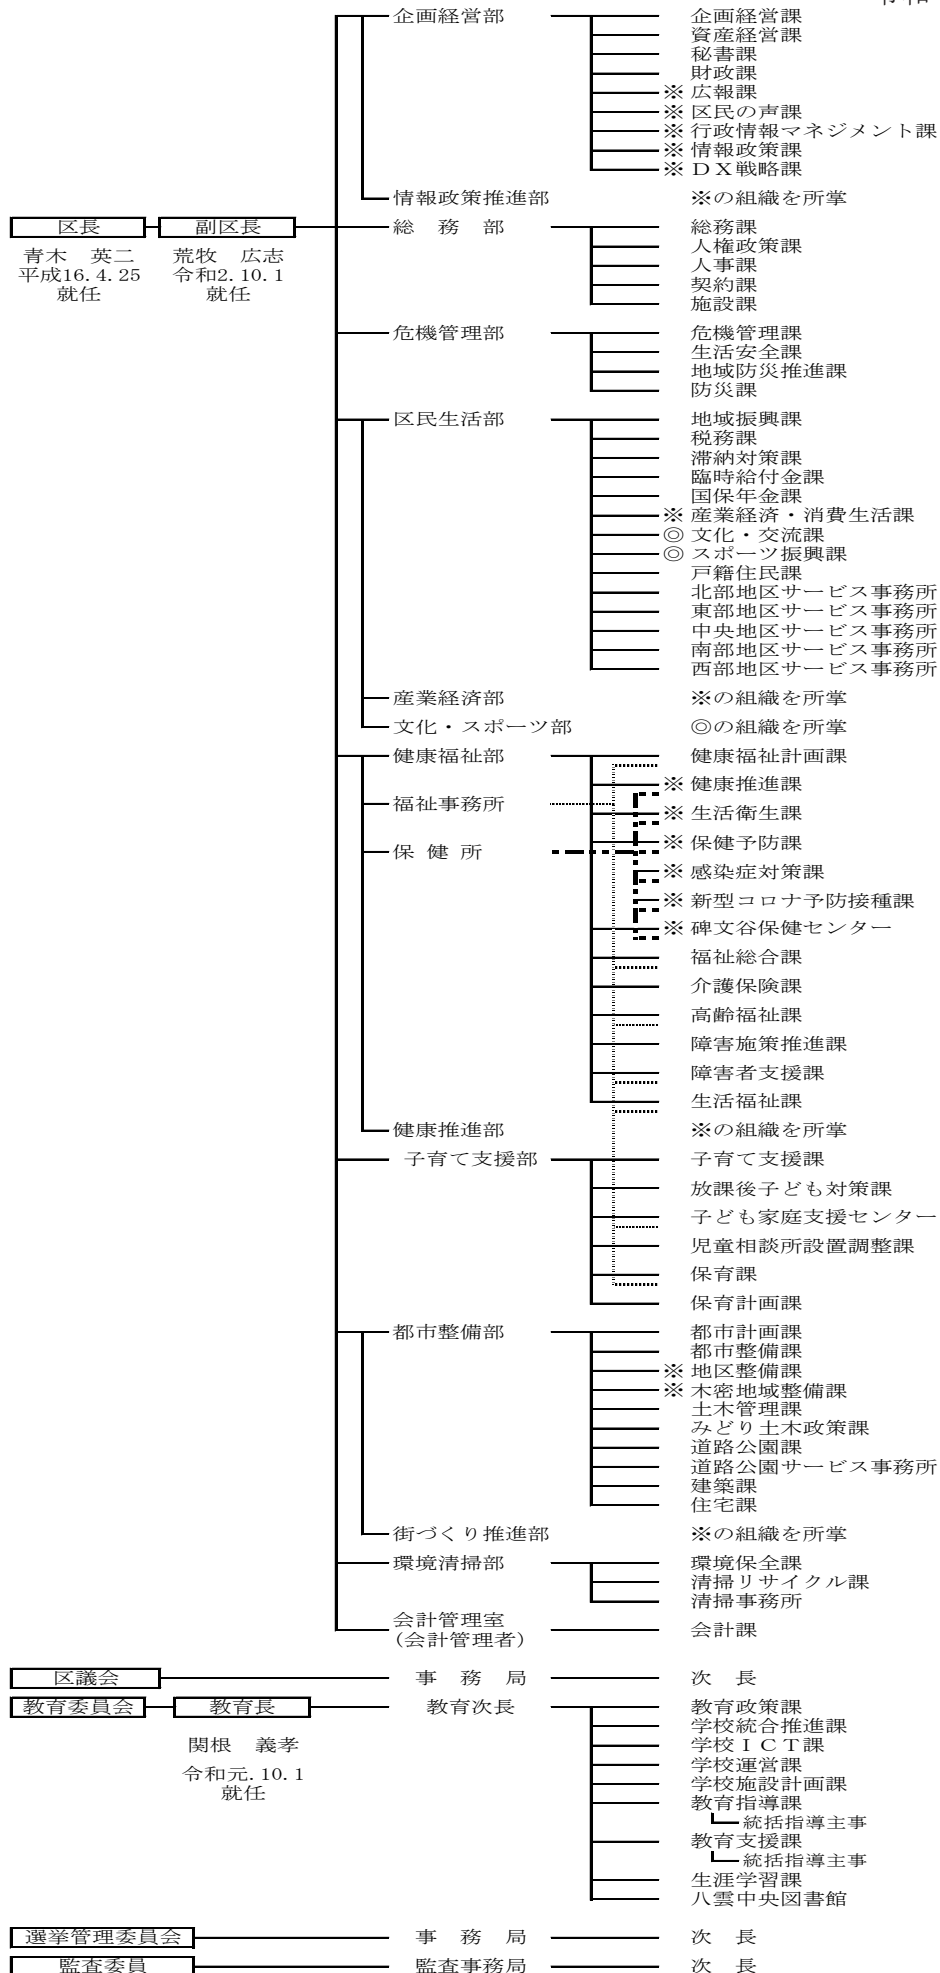 企画経営部 企画経営課
資産経営課
秘書課
財政課
※ 広報課
※ 区民の声課
※ 行政情報マネジメント課
※ 情報政策課
※ ＤＸ戦略課
情報政策推進部 ※の組織を所掌
区長 副区長 総　務　部 総務課
青木　英二 荒牧　広志 人権政策課
平成16.4.25 令和2.10.1 人事課
就任 就任 契約課
施設課
危機管理部 危機管理課
生活安全課
地域防災推進課
防災課
区民生活部 地域振興課
税務課
滞納対策課
臨時給付金課
国保年金課
※ 産業経済・消費生活課
◎ 文化・交流課
◎ スポーツ振興課
戸籍住民課
北部地区サービス事務所
東部地区サービス事務所
中央地区サービス事務所
南部地区サービス事務所
西部地区サービス事務所
産業経済部 ※の組織を所掌
文化・スポーツ部 ◎の組織を所掌
健康福祉部 健康福祉計画課
※ 健康推進課
福祉事務所
※ 生活衛生課
※ 保健予防課
保 健 所
※ 感染症対策課
※ 新型コロナ予防接種課
※ 碑文谷保健センター
福祉総合課
介護保険課
高齢福祉課
障害施策推進課
障害者支援課
生活福祉課
健康推進部 ※の組織を所掌
子育て支援部 子育て支援課
放課後子ども対策課
子ども家庭支援センター
児童相談所設置調整課
保育課
保育計画課
都市整備部 都市計画課
都市整備課
※ 地区整備課
※ 木密地域整備課
土木管理課
みどり土木政策課
道路公園課
道路公園サービス事務所
建築課
住宅課
街づくり推進部 ※の組織を所掌
環境清掃部 環境保全課
清掃リサイクル課
清掃事務所
会計管理室 会計課
(会計管理者)
区議会 事　務　局 次　長
教育委員会 教育長 教育次長 教育政策課
学校統合推進課
関根　義孝 学校ＩＣＴ課
学校運営課
令和元.10.1 学校施設計画課
就任 教育指導課
統括指導主事
教育支援課
統括指導主事
生涯学習課
八雲中央図書館
選挙管理委員会 事　務　局 次　長
監査委員 監査事務局 次　長